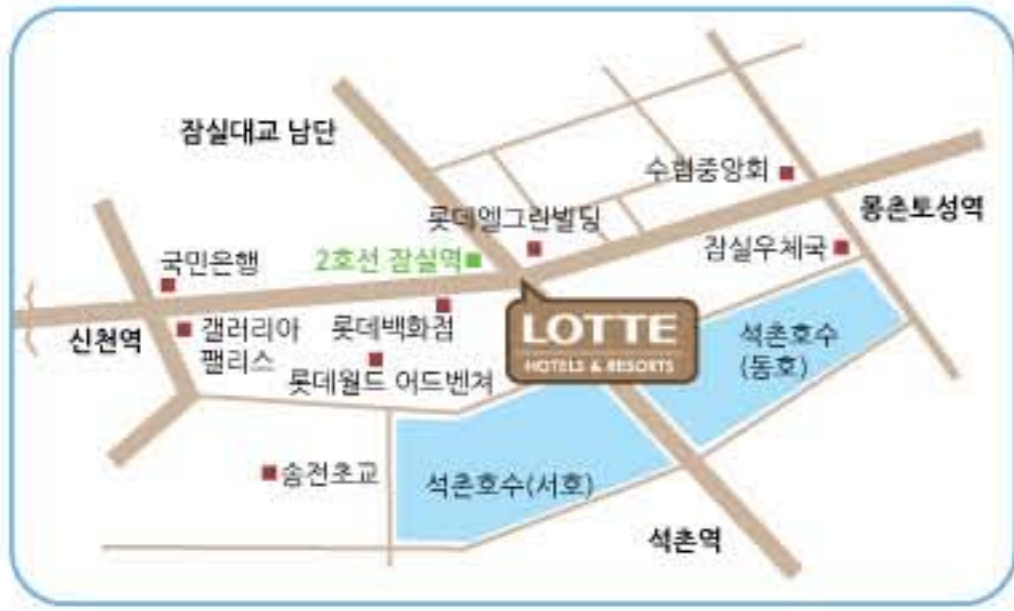 잠실대교 남단
수협중앙회
몽촌토성역
롯데엘그린빌딩
잠실우체국
2호선 잠실역
국민은행
신천역
갤러리아
팰리스
롯데백화점
LOTTE
HOTELS & RESORTS
석촌호수
(동호)
롯데월드 어드벤쳐
송전초교
석촌호수(서호)
석촌역